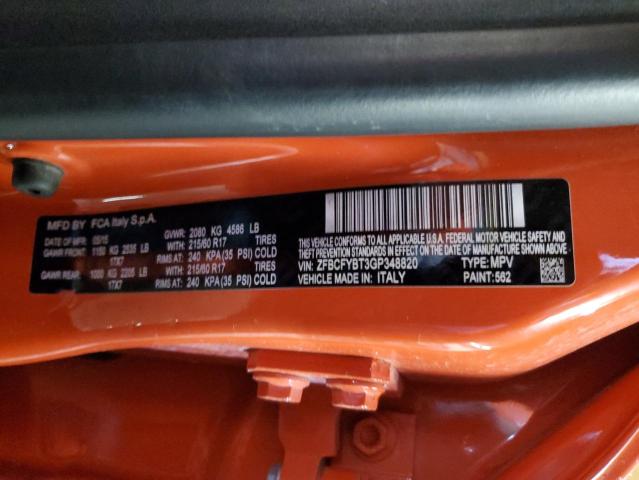 MFD BY FCA Italy S.p.A.
DATE OF MFR 05/15 GVWR: 2080 KG 4586 LB
GAWR FRONT: 1150 KG 2535 LB WITH: 215/60 R17 TIRES
17X7 RIMS AT: 240 KPA (35 PSI) COLD
GAWR REAR: 1000 KG 2205 LB WITH: 215/60 R17 TIRES
17X7 RIMS AT: 240 KPA (35 PSI) COLD
THIS VEHICLE CONFORMS TO ALL APPLICABLE U.S.A. FEDERAL MOTOR VEHICLE SAFETY, BUMPER, AND
THEFT PREVENTION STANDARDS IN EFFECT ON THE DATE OF MANUFACTURE SHOWN ABOVE
VIN: ZFBCFYBT3GP348820 TYPE: MPV
VEHICLE MADE IN: ITALY PAINT: 562